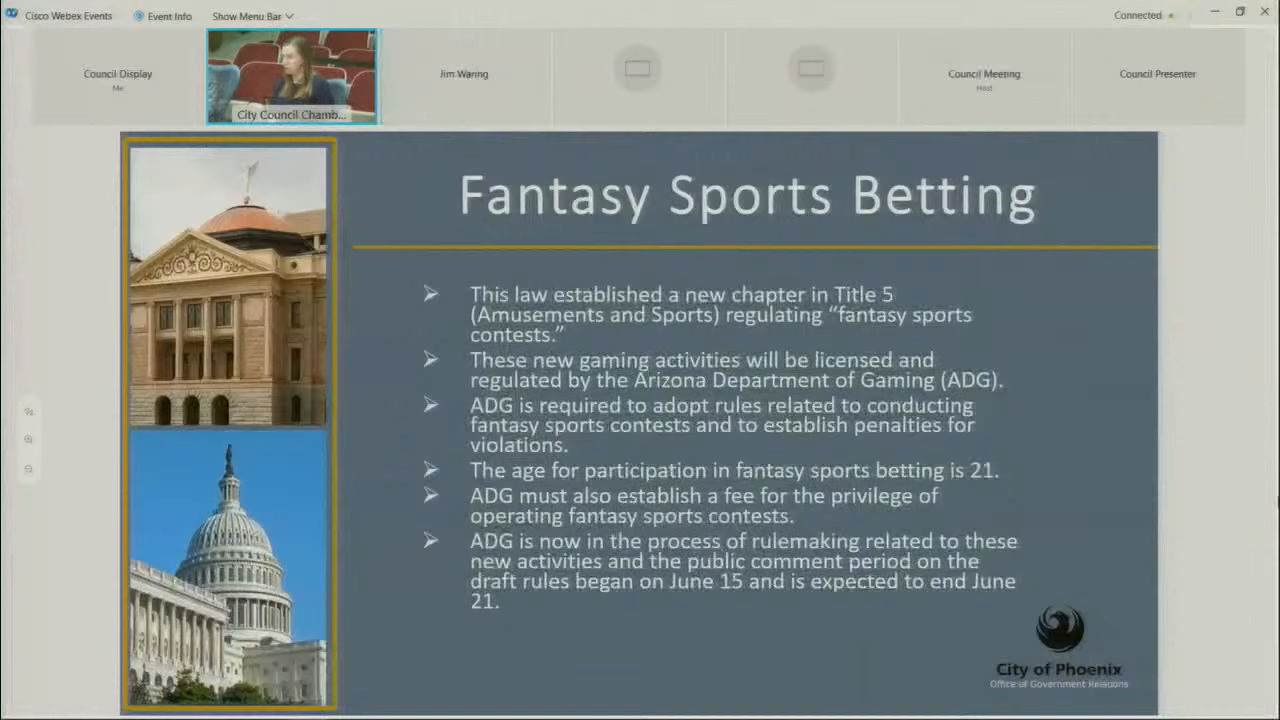 Cisco Webex Events
Event Info
Show Menu Bar
Connected
Council Display
Me
City Council Chamb...
Jim Waring
Council Meeting
Host
Council Presenter
Fantasy Sports Betting
This law established a new chapter in Title 5
(Amusements and Sports) regulating “fantasy sports
contests.”
These new gaming activities will be licensed and
regulated by the Arizona Department of Gaming (ADG).
ADG is required to adopt rules related to conducting
fantasy sports contests and to establish penalties for
violations.
The age for participation in fantasy sports betting is 21.
ADG must also establish a fee for the privilege of
operating fantasy sports contests.
ADG is now in the process of rulemaking related to these
new activities and the public comment period on the
draft rules began on June 15 and is expected to end June
21.
City of Phoenix
Office of Government Relations